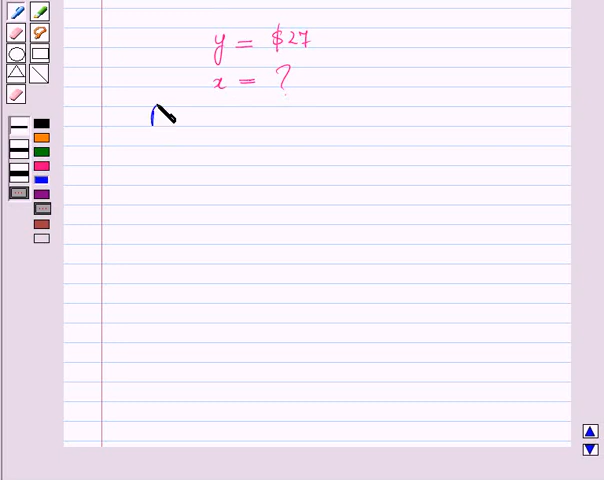 y = $27
x = ?